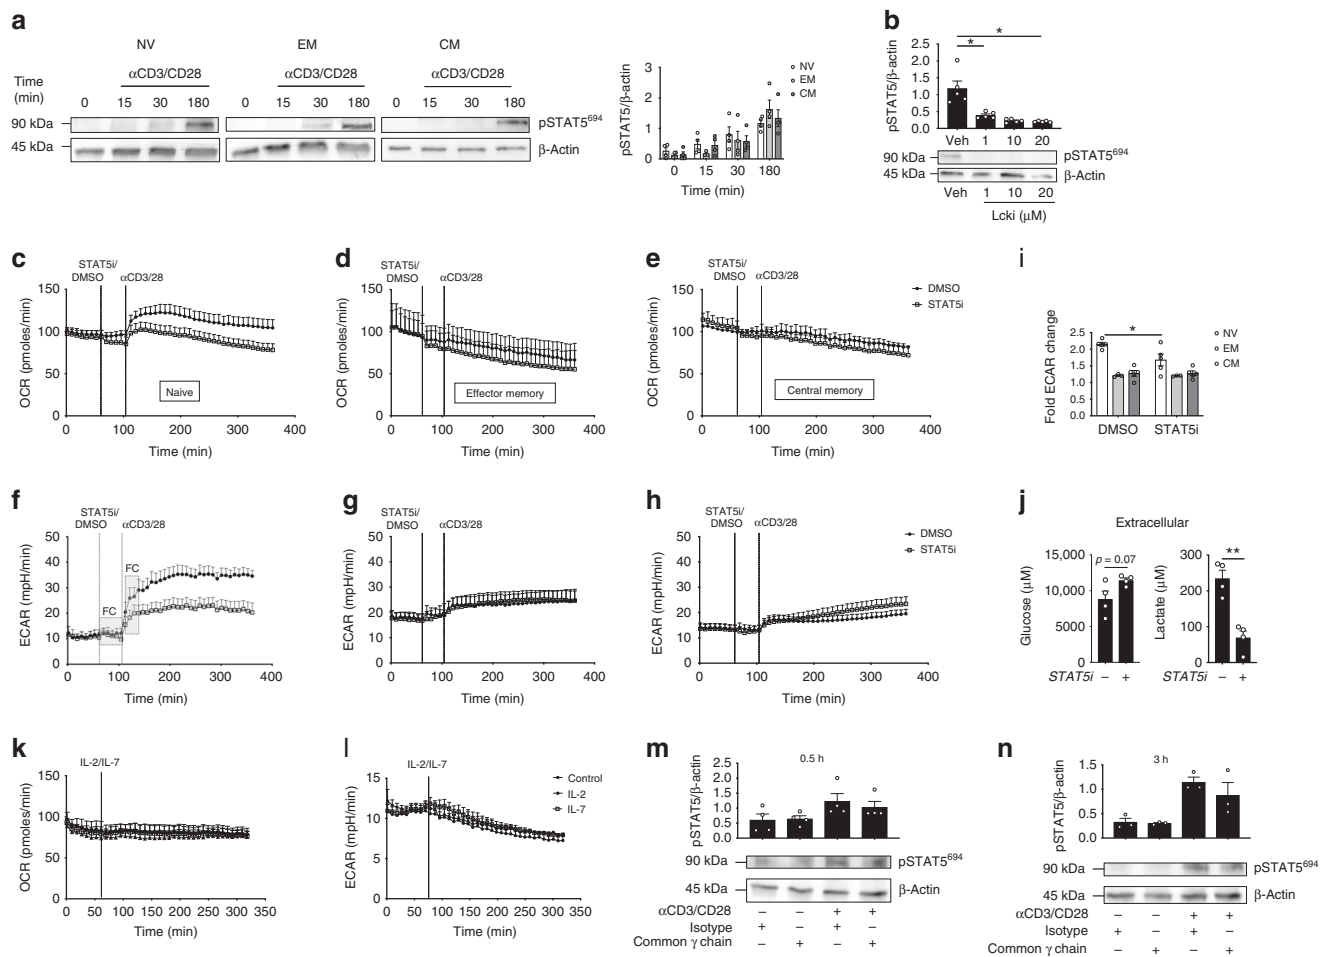 a
NV EM CM
αCD3/CD28 αCD3/CD28 αCD3/CD28
Time
(min)
0 15 30 180 0 15 30 180 0 15 30 180
90 kDa pSTAT5⁶⁹⁴
45 kDa β-Actin
pSTAT5/β-actin
3
2
1
0
NV
EM
CM
0 15 30 180
Time (min)
b
* *
pSTAT5/β-actin
2.5
2.0
1.5
1.0
0.5
0.0
Veh 1 10 20
90 kDa pSTAT5⁶⁹⁴
45 kDa β-Actin
Veh 1 10 20
Lcki (μM)
c
STAT5i/
DMSO αCD3/28
OCR (pmoles/min)
150
100
50
0
Naive
0 100 200 300 400
Time (min)
d
STAT5i/
DMSO αCD3/28
OCR (pmoles/min)
150
100
50
0
Effector memory
0 100 200 300 400
Time (min)
e
STAT5i/
DMSO αCD3/28
DMSO
STAT5i
OCR (pmoles/min)
150
100
50
0
Central memory
0 100 200 300 400
Time (min)
i
*
Fold ECAR change
2.5
2.0
1.5
1.0
0.5
0.0
NV
EM
CM
DMSO STAT5i
f
STAT5i/
DMSO αCD3/28
ECAR (mpH/min)
50
40
30
20
10
0
FC
FC
0 100 200 300 400
Time (min)
g
STAT5i/
DMSO αCD3/28
ECAR (mpH/min)
50
40
30
20
10
0
0 100 200 300 400
Time (min)
h
STAT5i/
DMSO αCD3/28
DMSO
STAT5i
ECAR (mpH/min)
50
40
30
20
10
0
0 100 200 300 400
Time (min)
j
Extracellular
Glucose (μM)
15,000
10,000
5000
0
p = 0.07
STAT5i – +
Lactate (μM)
300
200
100
0
**
STAT5i – +
k
IL-2/IL-7
OCR (pmoles/min)
150
100
50
0
0 50 100 150 200 250 300 350
Time (min)
l
IL-2/IL-7
Control
IL-2
IL-7
ECAR (mpH/min)
15
10
5
0
0 50 100 150 200 250 300 350
Time (min)
m
0.5 h
pSTAT5/β-actin
2.5
2.0
1.5
1.0
0.5
0.0
90 kDa pSTAT5⁶⁹⁴
45 kDa β-Actin
αCD3/CD28 – – + +
Isotype + – + –
Common γ chain – + – +
n
3 h
pSTAT5/β-actin
1.5
1.0
0.5
0.0
90 kDa pSTAT5⁶⁹⁴
45 kDa β-Actin
αCD3/CD28 – – + +
Isotype + – + –
Common γ chain – + – +